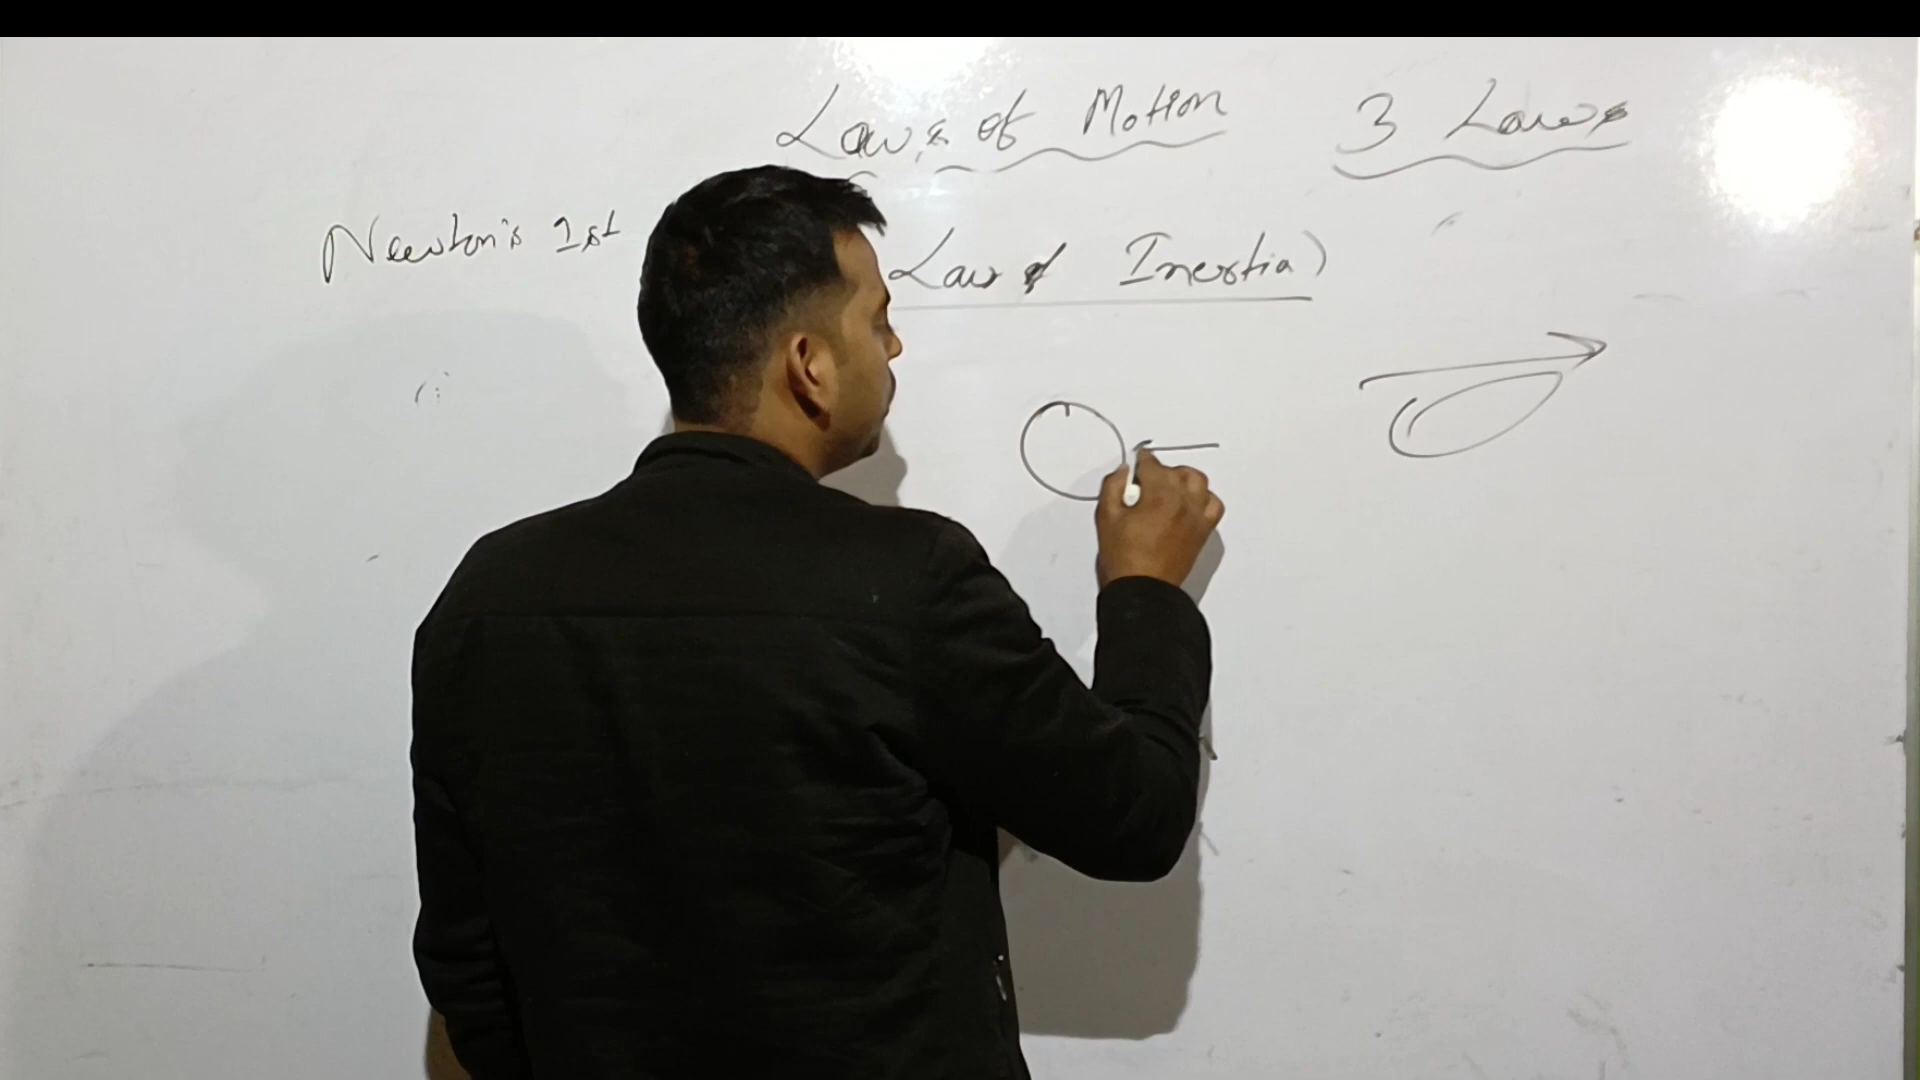 Laws of Motion 3 Laws
Newton's 1st Law of Inertia)